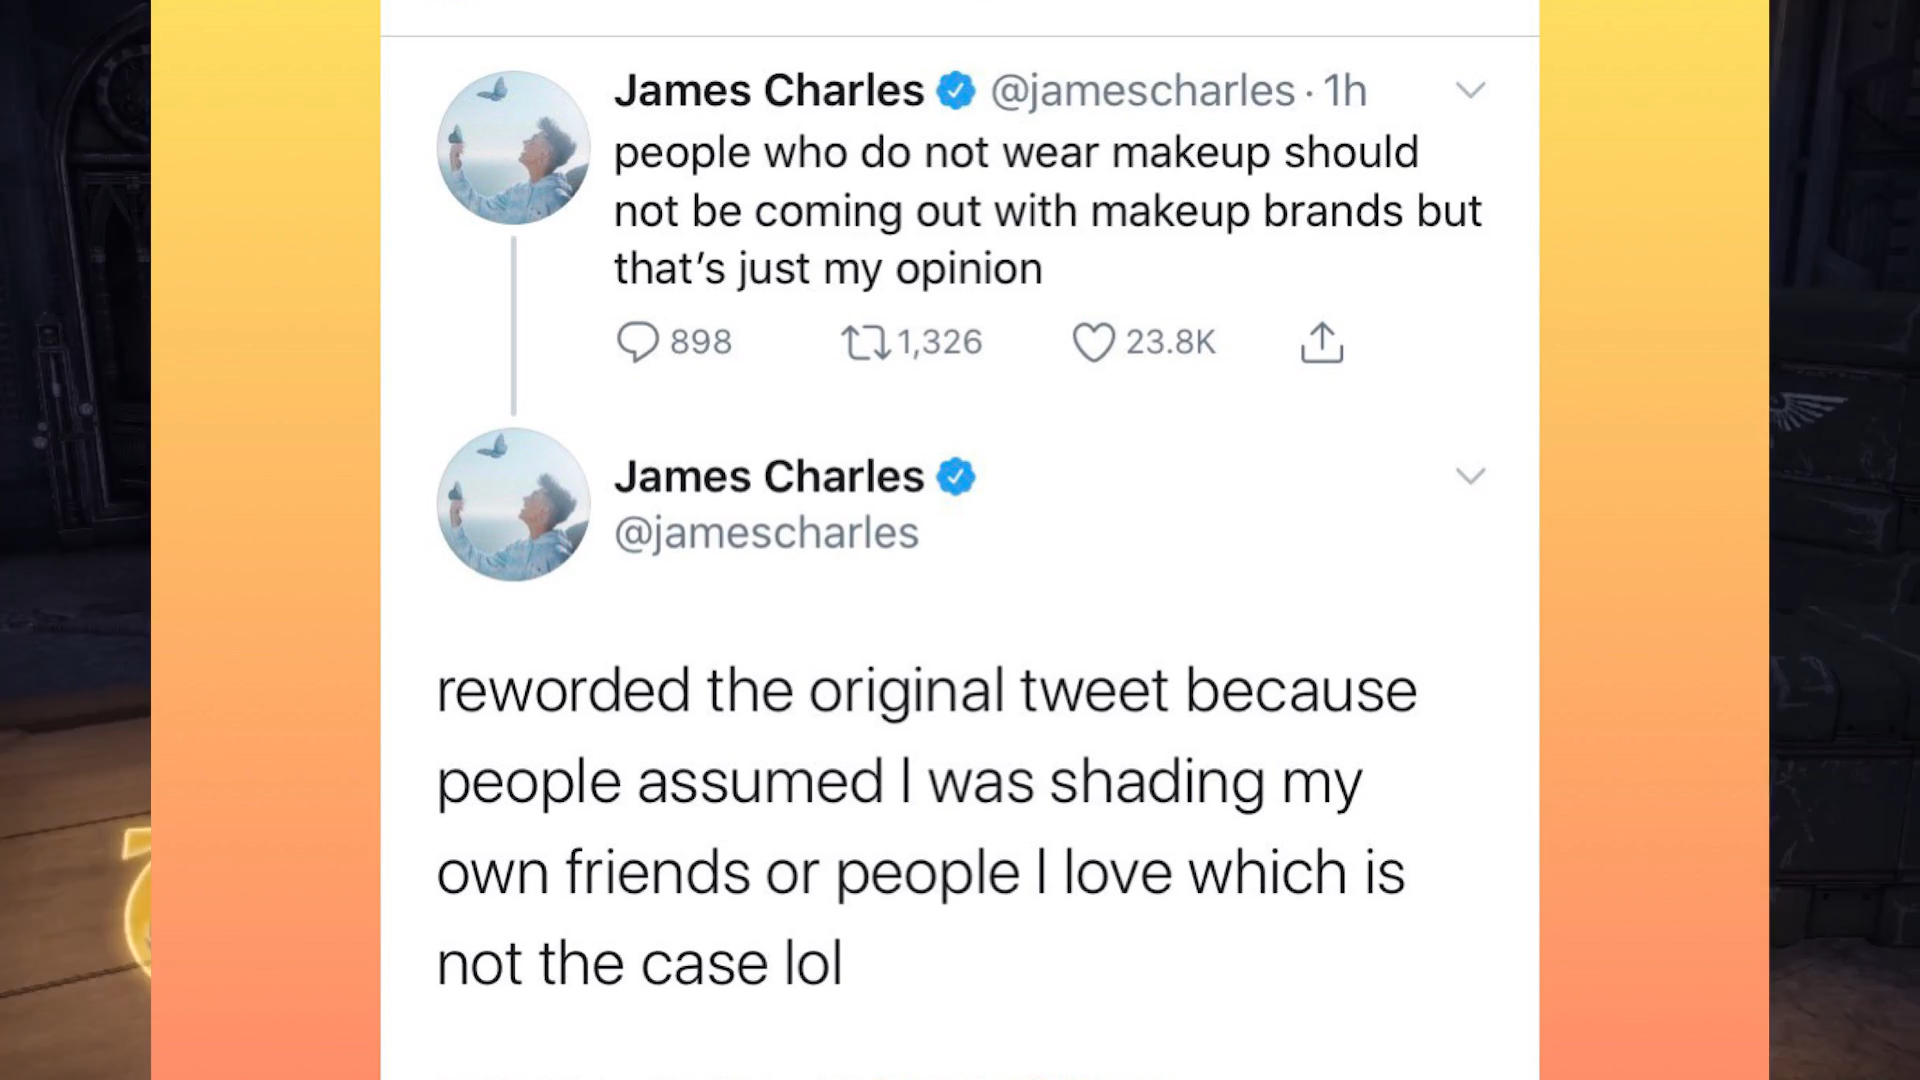 James Charles @jamescharles · 1h
people who do not wear makeup should
not be coming out with makeup brands but
that's just my opinion
898 1,326 23.8K
James Charles
@jamescharles
reworded the original tweet because
people assumed I was shading my
own friends or people I love which is
not the case lol